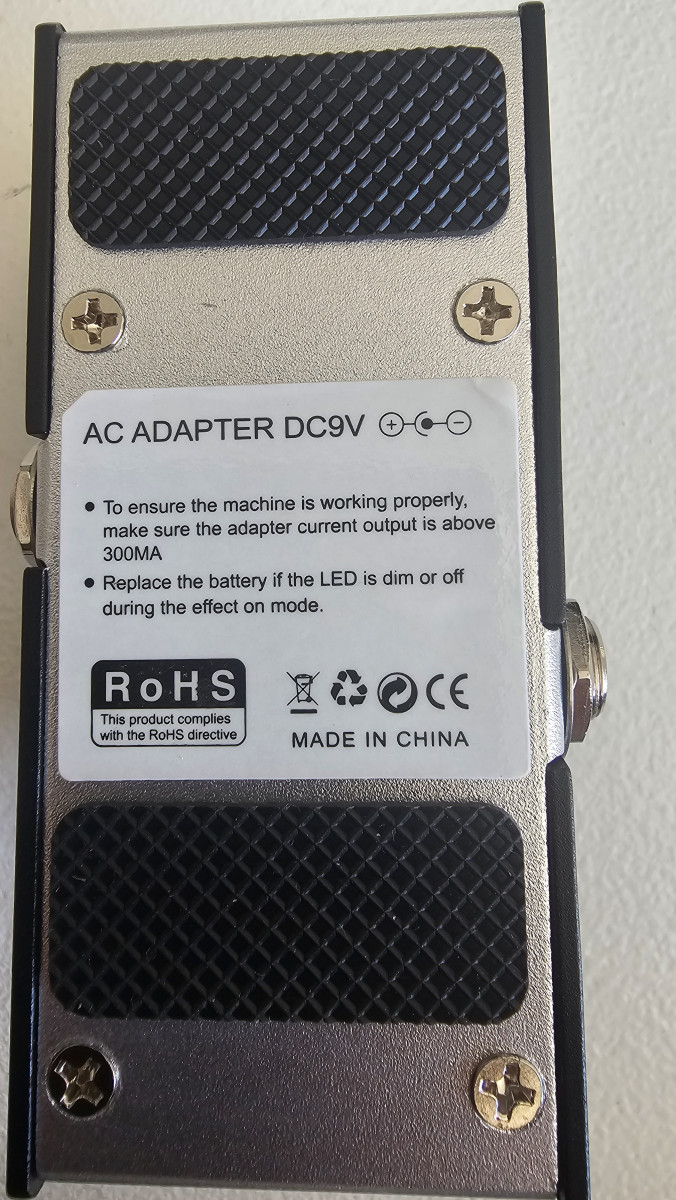 AC ADAPTER DC9V + -
• To ensure the machine is working properly,
make sure the adapter current output is above
300MA
• Replace the battery if the LED is dim or off
during the effect on mode.
RoHS
This product complies
with the RoHS directive
CE
MADE IN CHINA